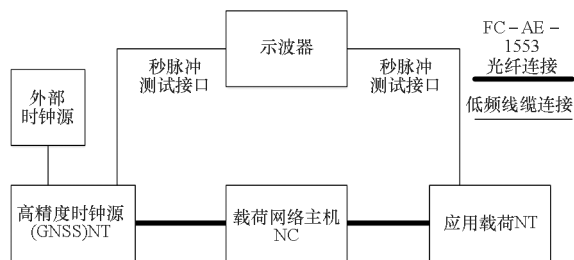 示波器
FC-AE-
1553
光纤连接
低频线缆连接
秒脉冲
测试接口
秒脉冲
测试接口
外部
时钟源
高精度时钟源
(GNSS)NT
载荷网络主机
NC
应用载荷NT